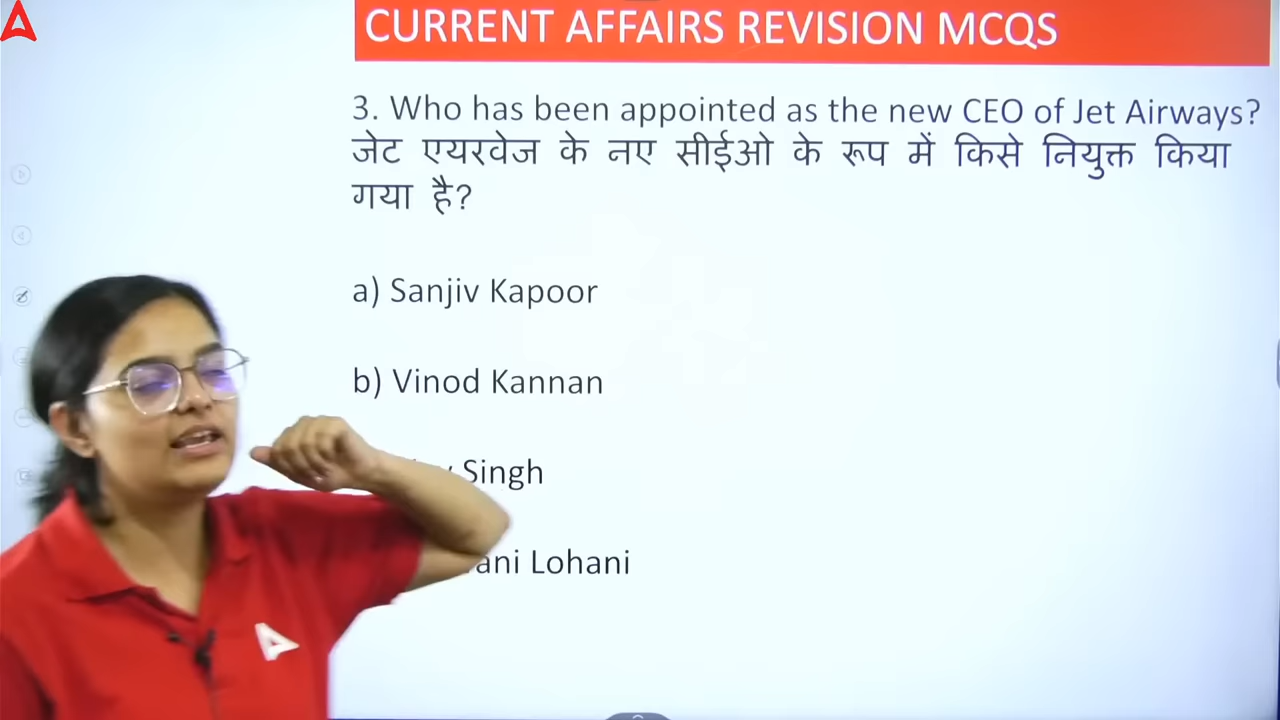 CURRENT AFFAIRS REVISION MCQS
3. Who has been appointed as the new CEO of Jet Airways?
जेट एयरवेज के नए सीईओ के रूप में किसे नियुक्त किया
गया है?
a) Sanjiv Kapoor
b) Vinod Kannan
Singh
Lohani